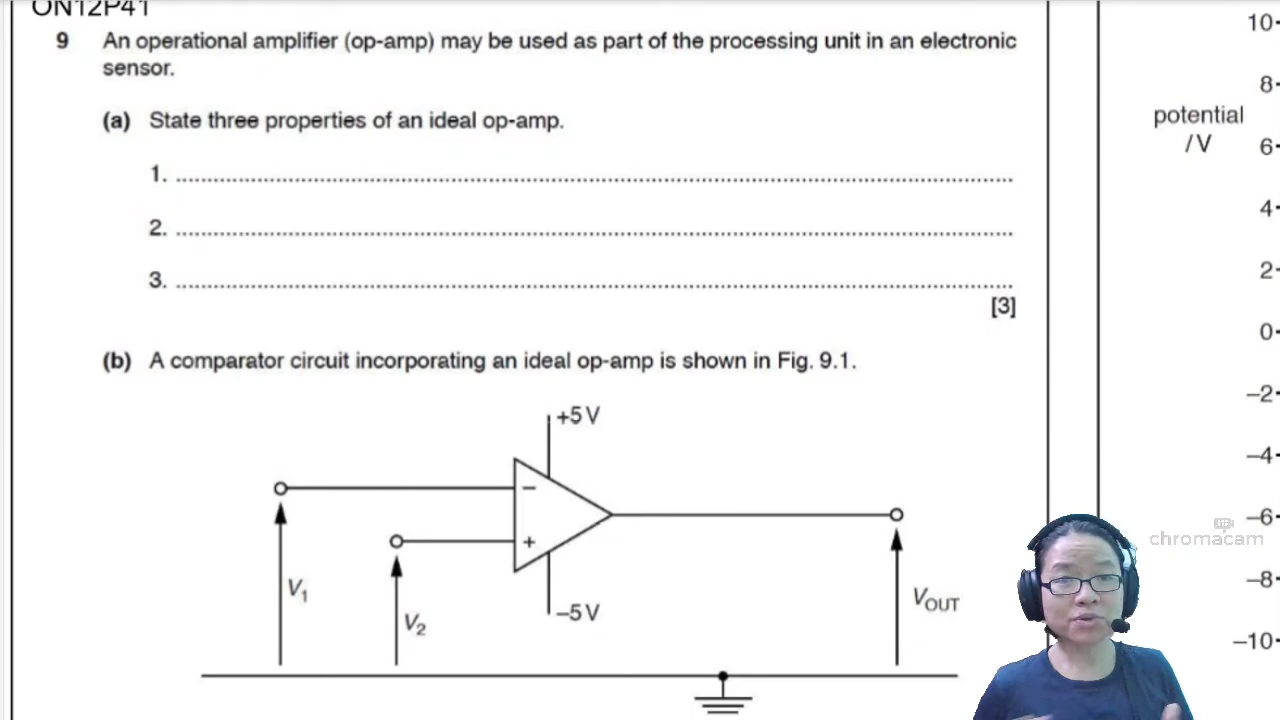 ON12P41
9 An operational amplifier (op-amp) may be used as part of the processing unit in an electronic
sensor.
(a) State three properties of an ideal op-amp.
1. ........................................................................
2. ........................................................................
3. ........................................................................
[3]
(b) A comparator circuit incorporating an ideal op-amp is shown in Fig. 9.1.
+5 V
−
+
−5 V
V1
V2
VOUT
10
8
potential
/ V
6
4
2
0
−2
−4
−6
−8
−10
chromacam